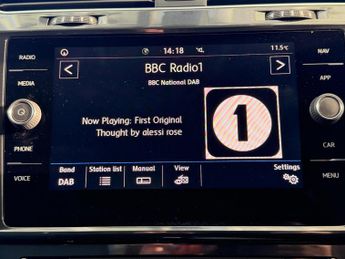 RADIO
MEDIA
PHONE
VOICE
14:18
11.5°C
BBC Radio1
BBC National DAB
Now Playing: First Original
Thought by alessi rose
1
Band
DAB
Station list
Manual
View
Settings
NAV
APP
CAR
MENU